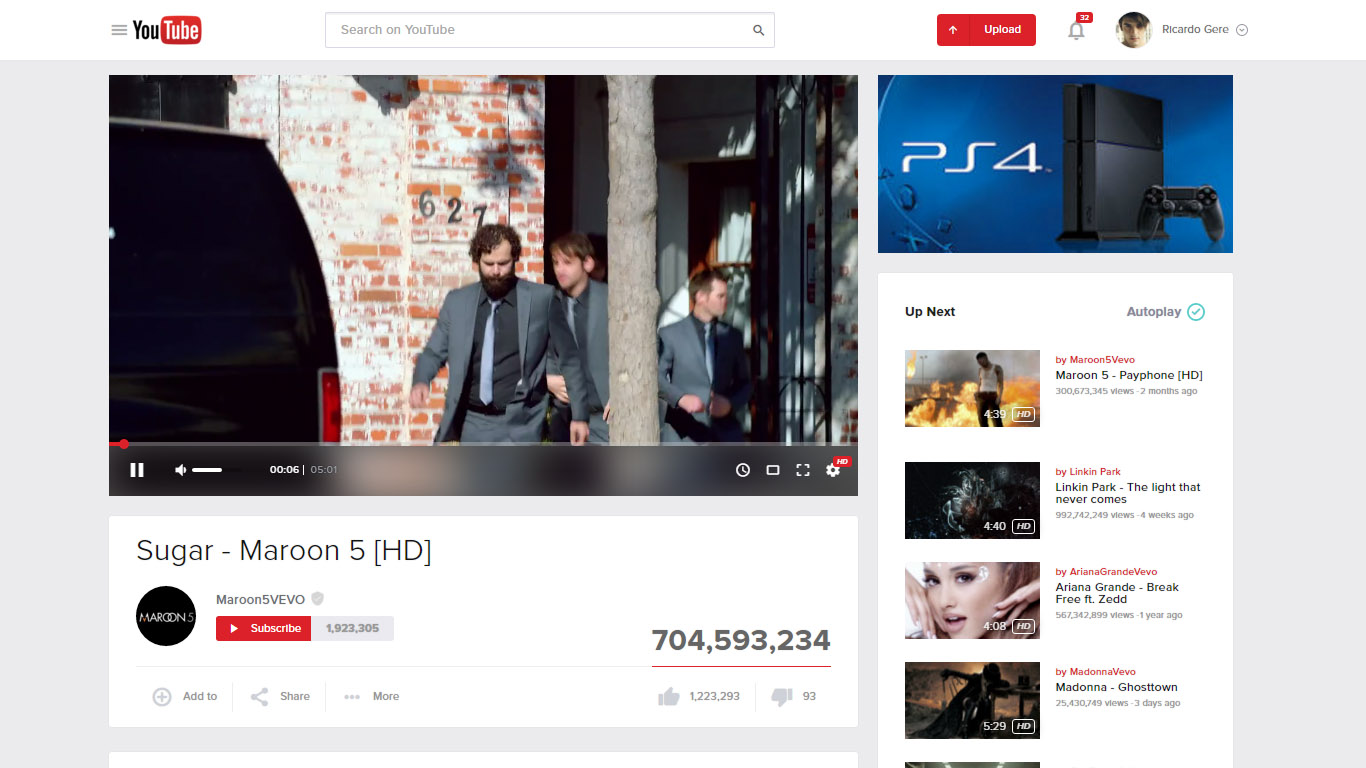 YouTube
Search on YouTube
Upload
32
Ricardo Gere
627
PS4
00:06 | 05:01
HD
Sugar - Maroon 5 [HD]
MAROON 5
Maroon5VEVO
Subscribe
1,923,305
704,593,234
Add to
Share
More
1,223,293
93
Up Next
Autoplay
by Maroon5Vevo
Maroon 5 - Payphone [HD]
300,673,345 views - 2 months ago
4:39 HD
by Linkin Park
Linkin Park - The light that
never comes
992,742,249 views - 4 weeks ago
4:40 HD
by ArianaGrandeVevo
Ariana Grande - Break
Free ft. Zedd
567,342,899 views - 1 year ago
4:08 HD
by MadonnaVevo
Madonna - Ghosttown
25,430,749 views - 3 days ago
5:29 HD